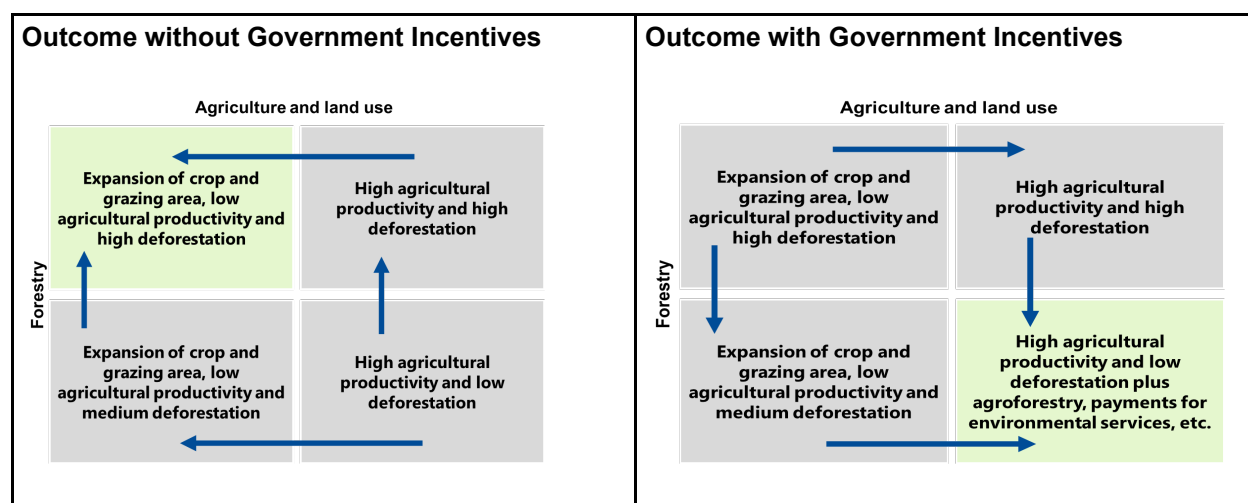 Outcome without Government Incentives
Agriculture and land use
Forestry
Expansion of crop and
grazing area, low
agricultural productivity and
high deforestation
High agricultural
productivity and high
deforestation
Expansion of crop and
grazing area, low
agricultural productivity and
medium deforestation
High agricultural
productivity and low
deforestation
Outcome with Government Incentives
Agriculture and land use
Forestry
Expansion of crop and
grazing area, low
agricultural productivity and
high deforestation
High agricultural
productivity and high
deforestation
Expansion of crop and
grazing area, low
agricultural productivity and
medium deforestation
High agricultural
productivity and low
deforestation plus
agroforestry, payments for
environmental services, etc.